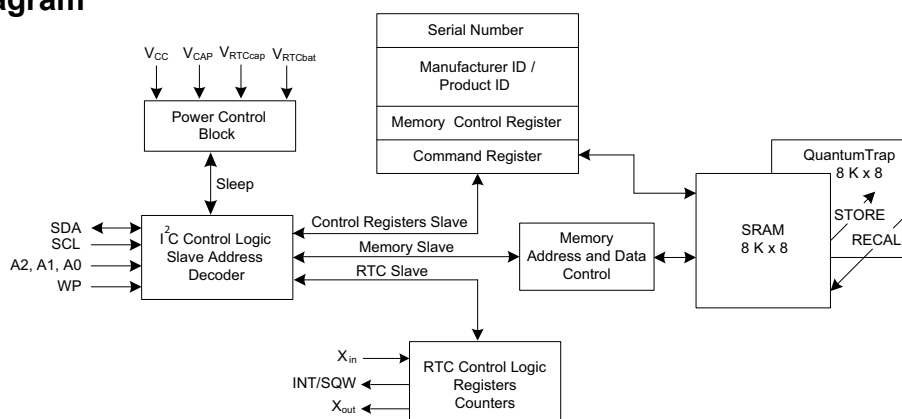 agram
Serial Number
Manufacturer ID /
Product ID
Memory Control Register
Command Register
VCC VCAP VRTCcap VRTCbat
Power Control
Block
Sleep
QuantumTrap
8 K x 8
SRAM
8 K x 8
STORE
RECAL
SDA
SCL
A2, A1, A0
WP
I2C Control Logic
Slave Address
Decoder
Control Registers Slave
Memory Slave
RTC Slave
Memory
Address and Data
Control
Xin
INT/SQW
Xout
RTC Control Logic
Registers
Counters